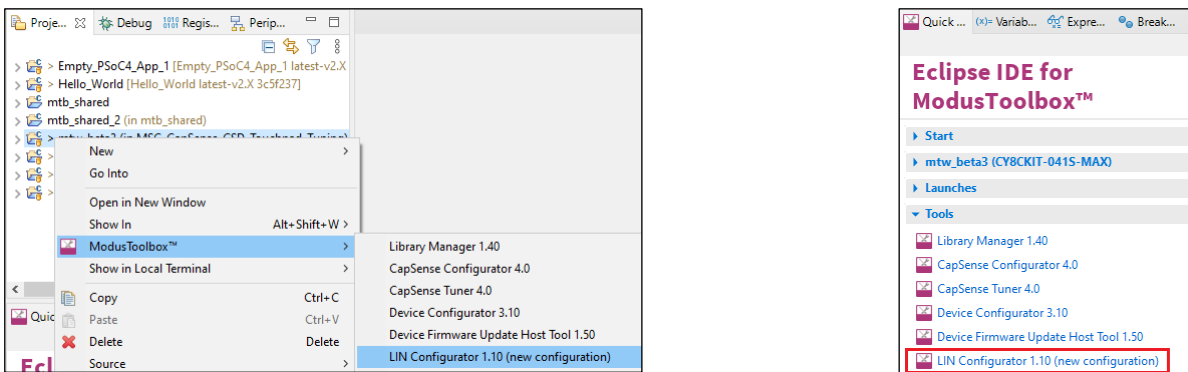 Proje... Debug Regis... Perip...
> Empty_PSoC4_App_1 [Empty_PSoC4_App_1 latest-v2.X
> Hello_World [Hello_World latest-v2.X 3c5f237]
mtb_shared
mtb_shared_2 (in mtb_shared)
> mtw_beta3 (in MSC_CapSense_CSD_Touchpad_Tuning)
>
>
>
New
Go Into
Open in New Window
Show In Alt+Shift+W >
ModusToolbox™
Show in Local Terminal
Copy Ctrl+C
Paste Ctrl+V
Delete Delete
Source
Quic
Ecl
Library Manager 1.40
CapSense Configurator 4.0
CapSense Tuner 4.0
Device Configurator 3.10
Device Firmware Update Host Tool 1.50
LIN Configurator 1.10 (new configuration)
Quick ... (x)= Variab... Expre... Break...
Eclipse IDE for
ModusToolbox™
Start
mtw_beta3 (CY8CKIT-041S-MAX)
Launches
Tools
Library Manager 1.40
CapSense Configurator 4.0
CapSense Tuner 4.0
Device Configurator 3.10
Device Firmware Update Host Tool 1.50
LIN Configurator 1.10 (new configuration)